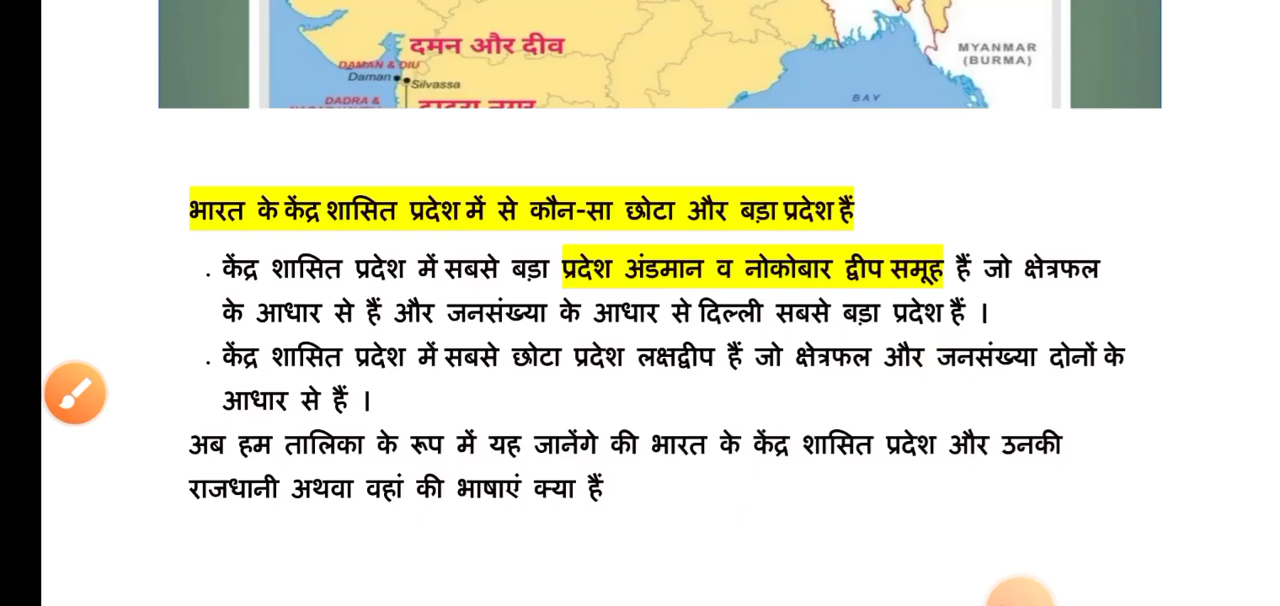 दमन और दीव
DAMAN & DIU
Daman
Silvassa
DADRA &
MYANMAR
(BURMA)
BAY
भारत के केंद्र शासित प्रदेश में से कौन-सा छोटा और बड़ा प्रदेश हैं
. केंद्र शासित प्रदेश में सबसे बड़ा प्रदेश अंडमान व नोकोबार द्वीप समूह हैं जो क्षेत्रफल
के आधार से हैं और जनसंख्या के आधार से दिल्ली सबसे बड़ा प्रदेश हैं ।
. केंद्र शासित प्रदेश में सबसे छोटा प्रदेश लक्षद्वीप हैं जो क्षेत्रफल और जनसंख्या दोनों के
आधार से हैं ।
अब हम तालिका के रूप में यह जानेंगे की भारत के केंद्र शासित प्रदेश और उनकी
राजधानी अथवा वहां की भाषाएं क्या हैं